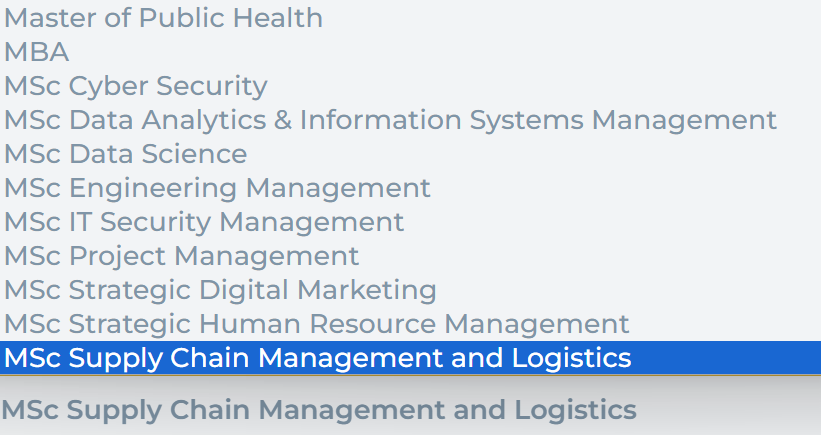 Master of Public Health
MBA
MSc Cyber Security
MSc Data Analytics & Information Systems Management
MSc Data Science
MSc Engineering Management
MSc IT Security Management
MSc Project Management
MSc Strategic Digital Marketing
MSc Strategic Human Resource Management
MSc Supply Chain Management and Logistics
MSc Supply Chain Management and Logistics